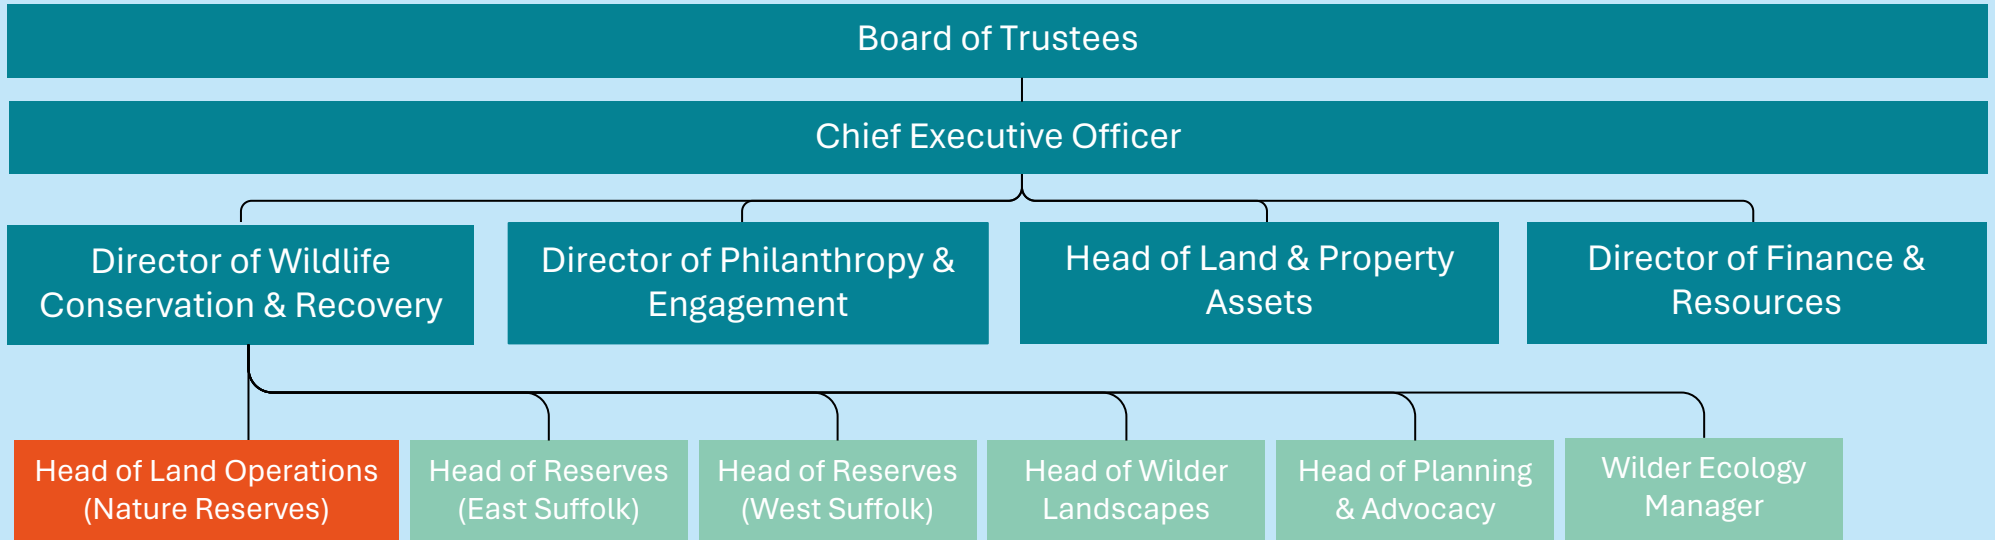 Board of Trustees
Chief Executive Officer
Director of Wildlife
Conservation & Recovery
Director of Philanthropy &
Engagement
Head of Land & Property
Assets
Director of Finance &
Resources
Head of Land Operations
(Nature Reserves)
Head of Reserves
(East Suffolk)
Head of Reserves
(West Suffolk)
Head of Wilder
Landscapes
Head of Planning
& Advocacy
Wilder Ecology
Manager